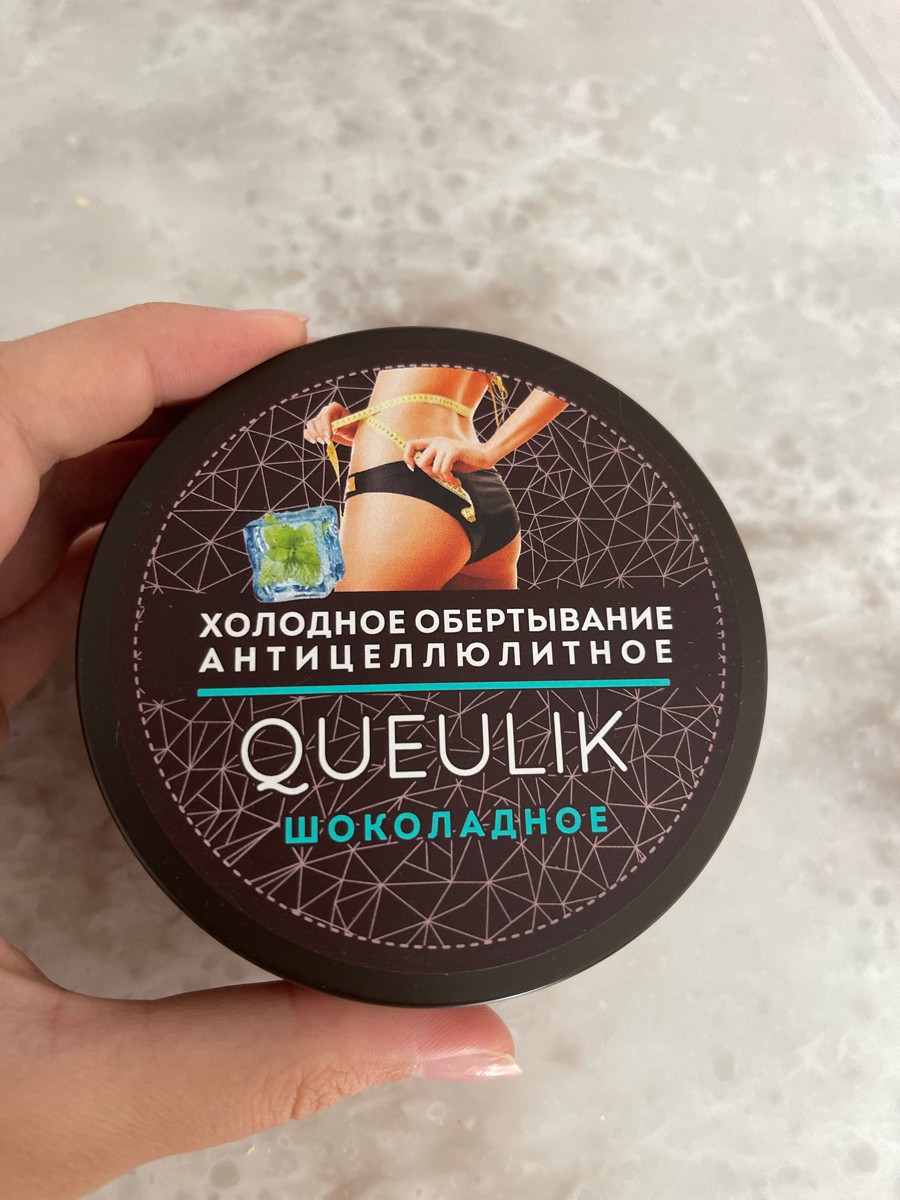 ХОЛОДНОЕ ОБЕРТЫВАНИЕ
АНТИЦЕЛЛЮЛИТНОЕ
QUEULIK
ШОКОЛАДНОЕ